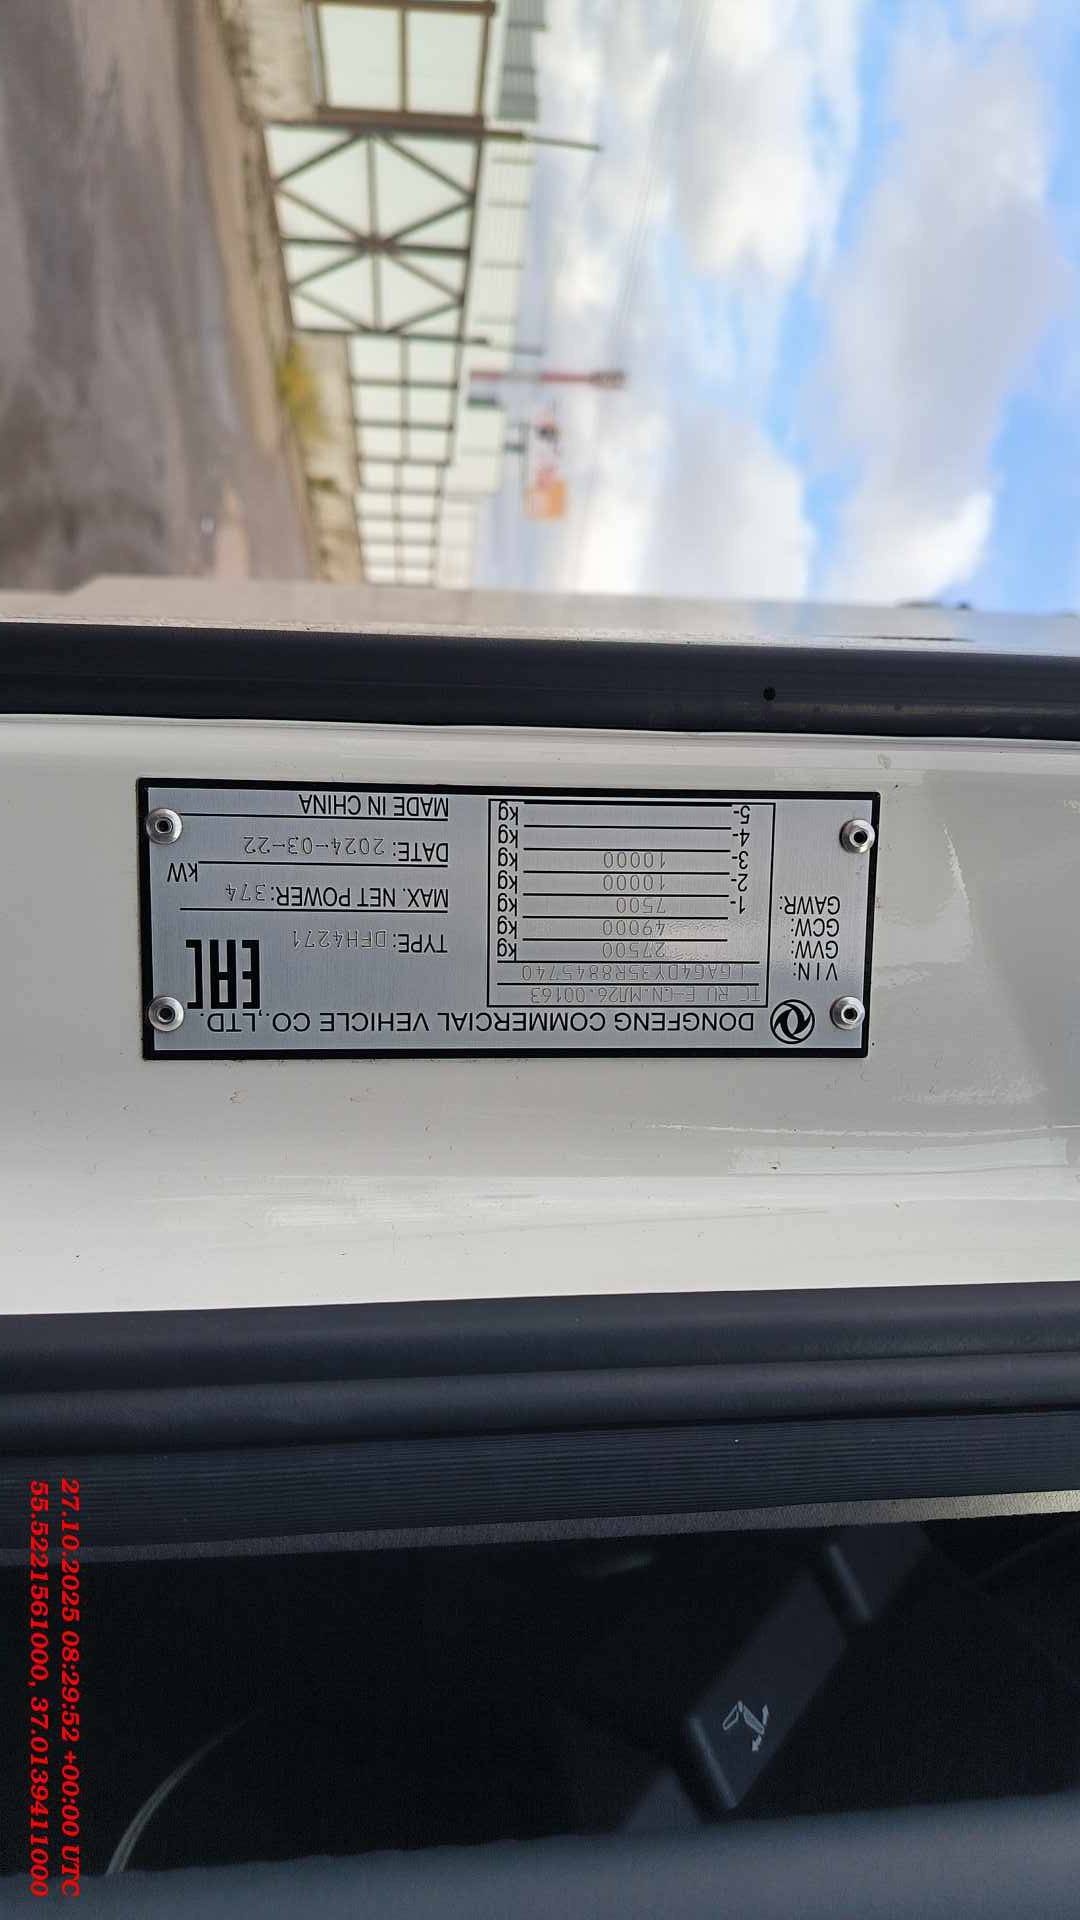 DONGFENG COMMERCIAL VEHICLE CO.,LTD.
TC RU E-CN.МЛ26.00163
VIN: LGAG4DY35R8845740
GVW: 27500 kg
GCW: 49000 kg
GAWR: 1- 7500 kg
2- 10000 kg
3- 10000 kg
4- kg
5- kg
EAC
TYPE: DFH4271
MAX. NET POWER: 374 kW
DATE: 2024-03-22
MADE IN CHINA
27.10.2025 08:29:52 +00:00 UTC
55.5221561000, 37.0139411000